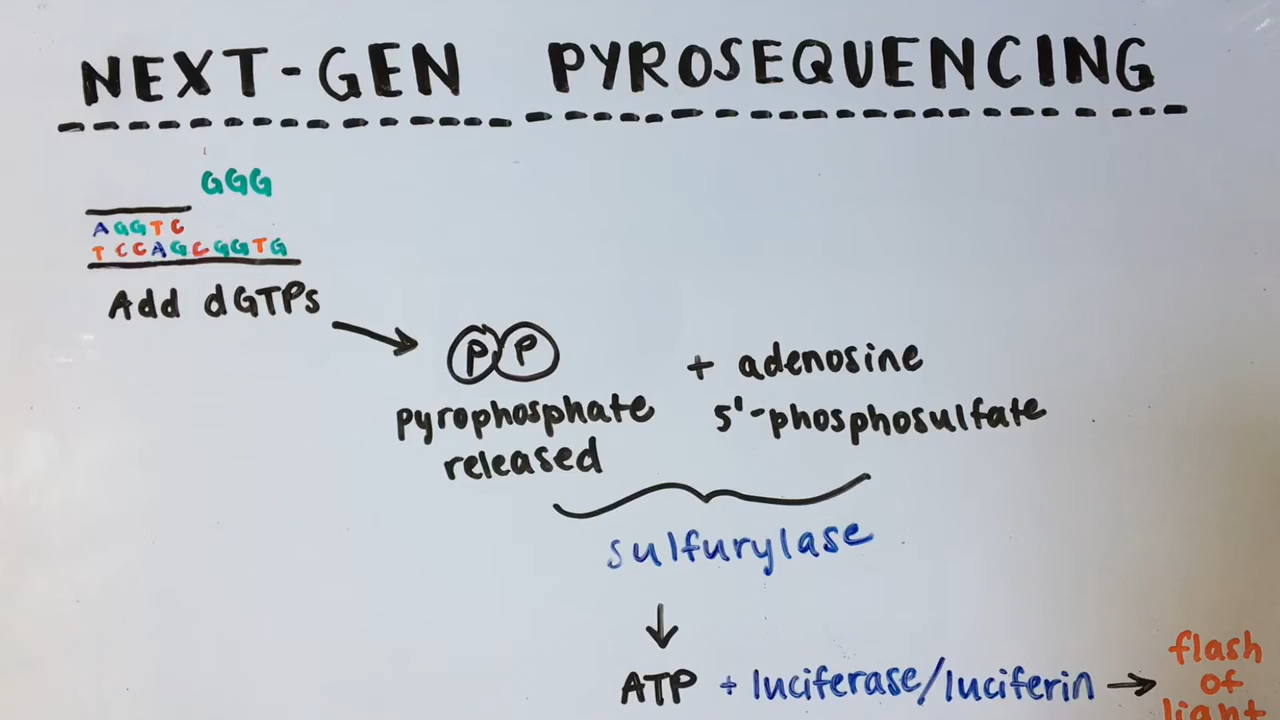 NEXT-GEN PYROSEQUENCING
GGG
AGGTC
TCCAGCGGTG
Add dGTPs
P P
+ adenosine
pyrophosphate
5'-phosphosulfate
released
sulfurylase
ATP + luciferase/luciferin
flash
of
light